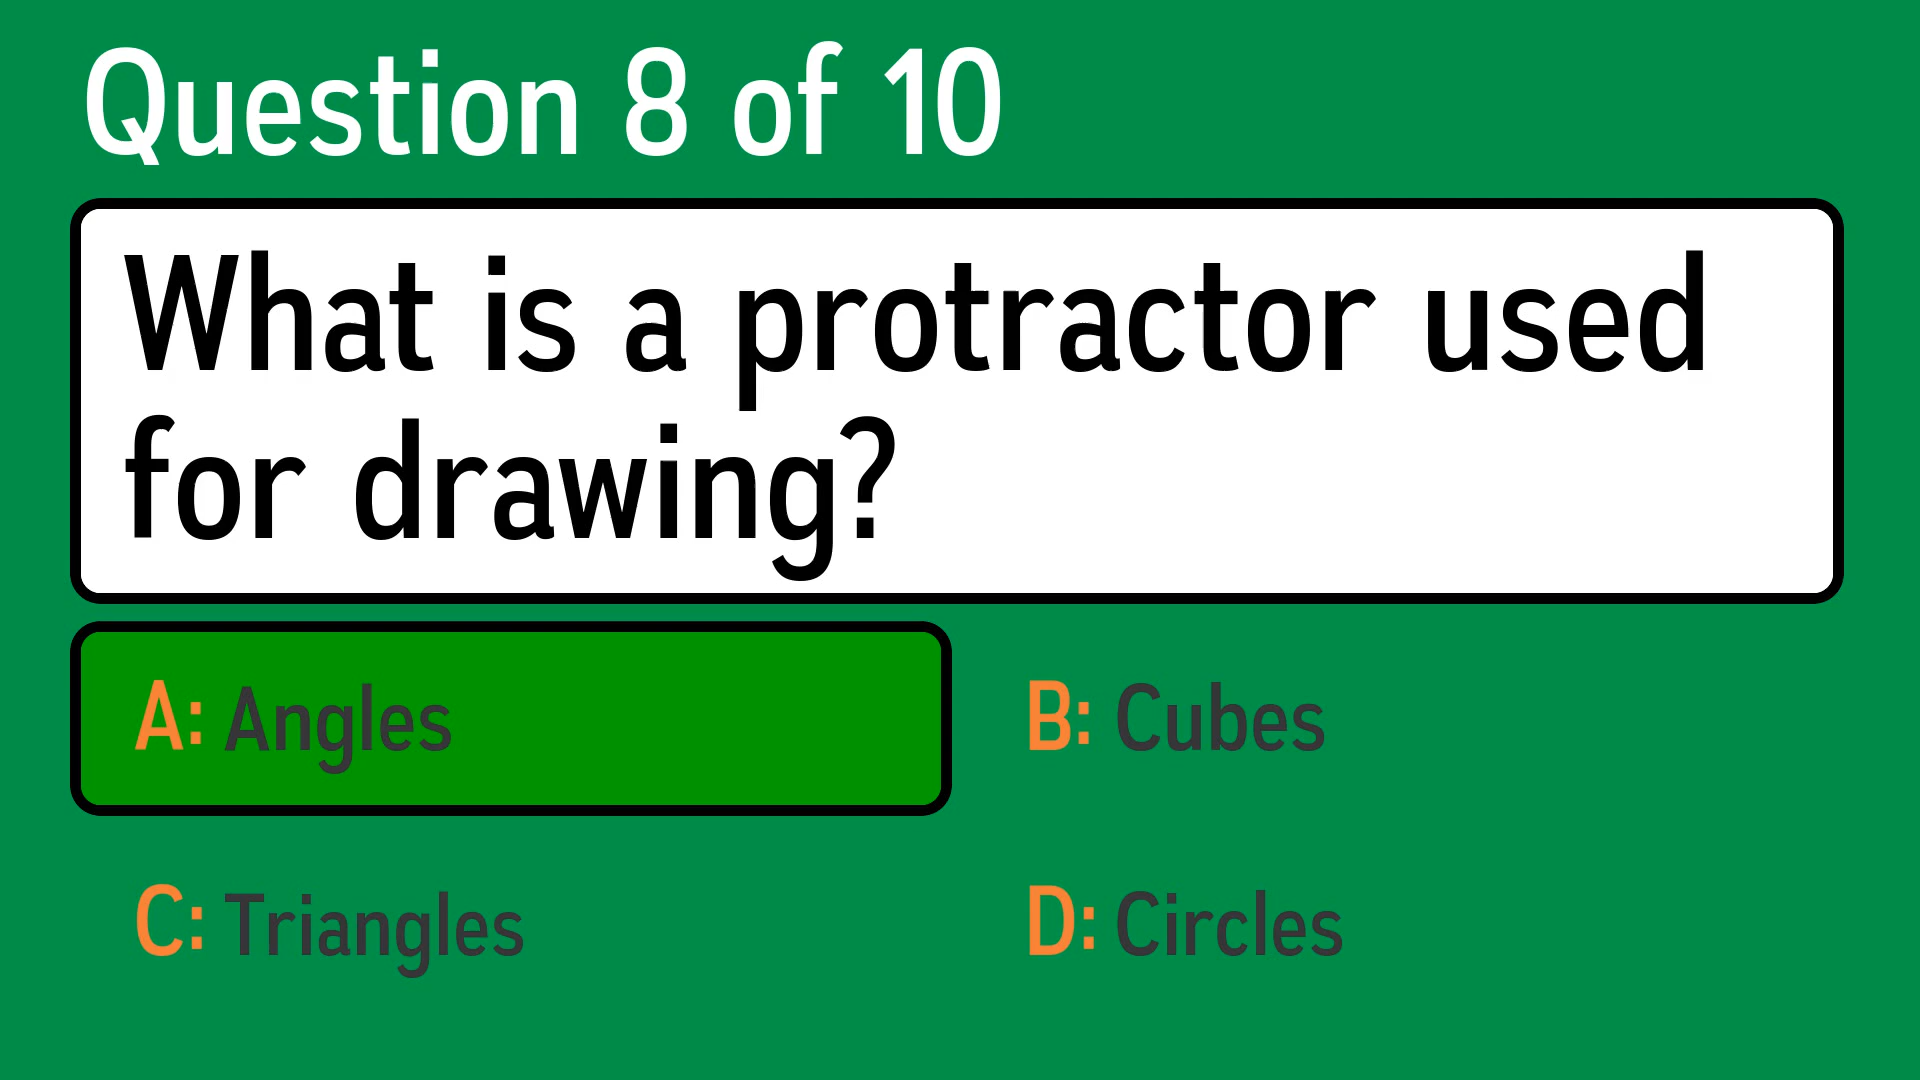 Question 8 of 10
What is a protractor used
for drawing?
A: Angles
B: Cubes
C: Triangles
D: Circles